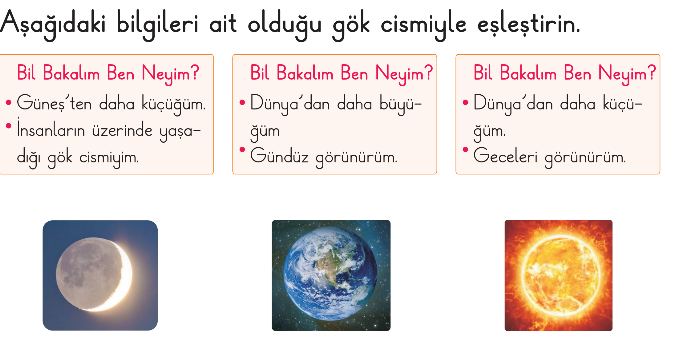 Aşağıdaki bilgileri ait olduğu gök cismiyle eşleştirin.
Bil Bakalım Ben Neyim?
• Güneş'ten daha küçüğüm.
• İnsanların üzerinde yaşa-
dığı gök cismiyim.
Bil Bakalım Ben Neyim?
• Dünya'dan daha büyü-
ğüm
• Gündüz görünürüm.
Bil Bakalım Ben Neyim?
• Dünya'dan daha küçü-
ğüm.
• Geceleri görünürüm.